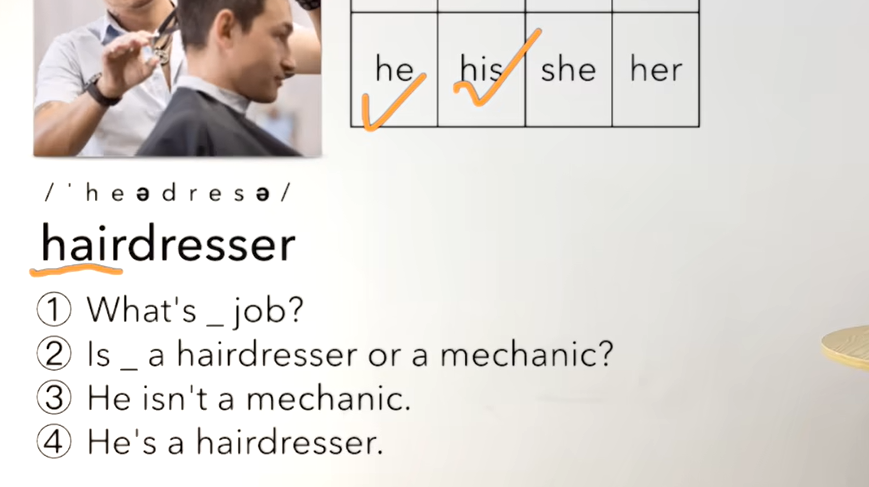 he his she her
/ ˈ h e ə d r e s ə /
hairdresser
① What's _ job?
② Is _ a hairdresser or a mechanic?
③ He isn't a mechanic.
④ He's a hairdresser.